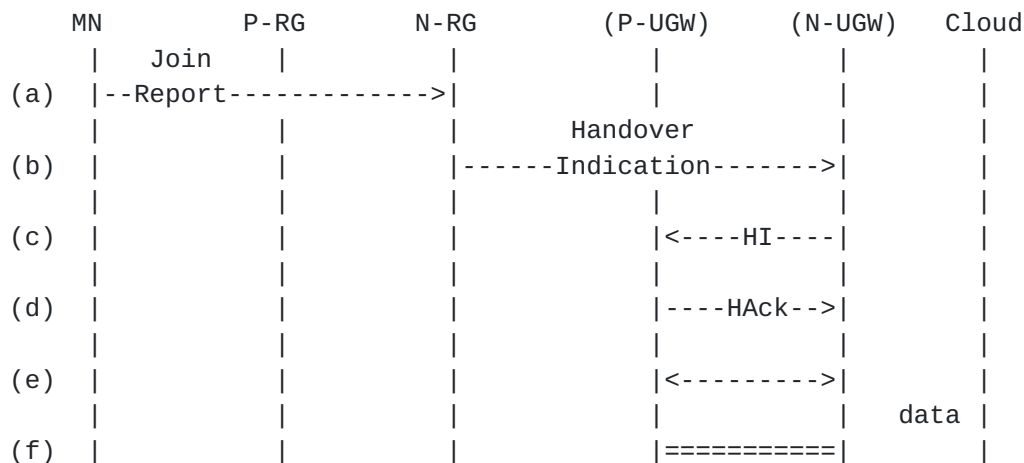 MN P-RG N-RG (P-UGW) (N-UGW) Cloud
| Join | | | | |
(a) |--Report------------->| | | |
| | | Handover | |
(b) | | |------Indication------->| |
| | | | | |
(c) | | | |<----HI----| |
| | | | | |
(d) | | | |----HAck-->| |
| | | | | |
(e) | | | |<--------->| |
| | | | | data |
(f) | | | |===========| |